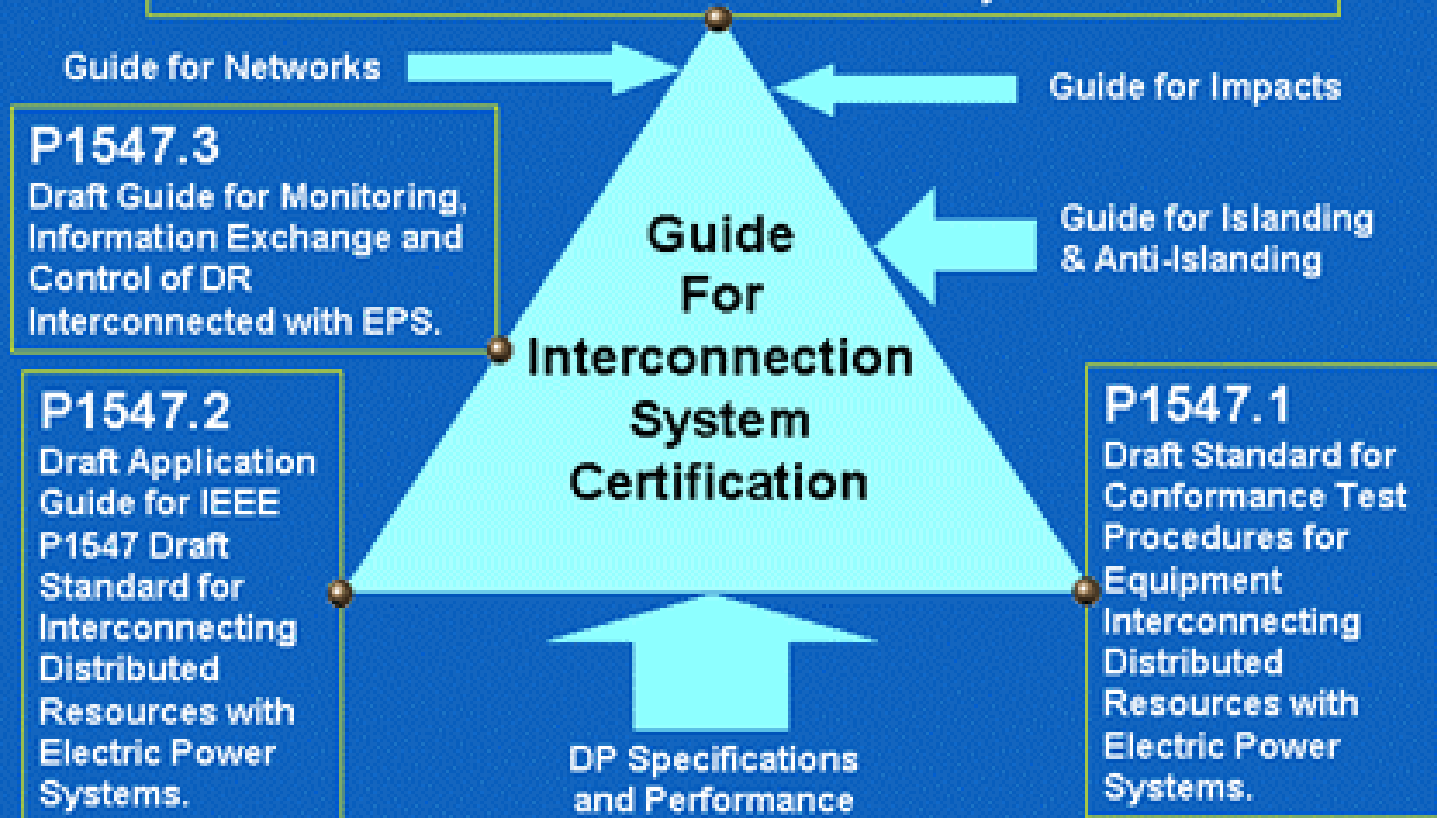 Guide for Networks
Guide for Impacts
P1547.3
Draft Guide for Monitoring,
Information Exchange and
Control of DR
Interconnected with EPS.
Guide
For
Interconnection
System
Certification
Guide for Islanding
& Anti-Islanding
P1547.2
Draft Application
Guide for IEEE
P1547 Draft
Standard for
Interconnecting
Distributed
Resources with
Electric Power
Systems.
P1547.1
Draft Standard for
Conformance Test
Procedures for
Equipment
Interconnecting
Distributed
Resources with
Electric Power
Systems.
DP Specifications
and Performance